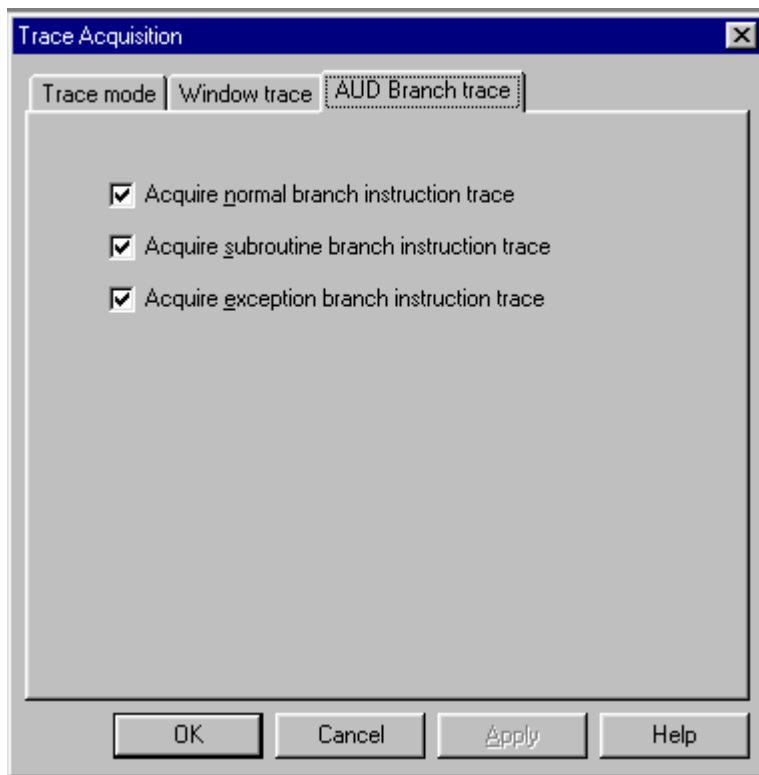 Trace Acquisition
Trace mode Window trace AUD Branch trace
Acquire normal branch instruction trace
Acquire subroutine branch instruction trace
Acquire exception branch instruction trace
OK Cancel Apply Help